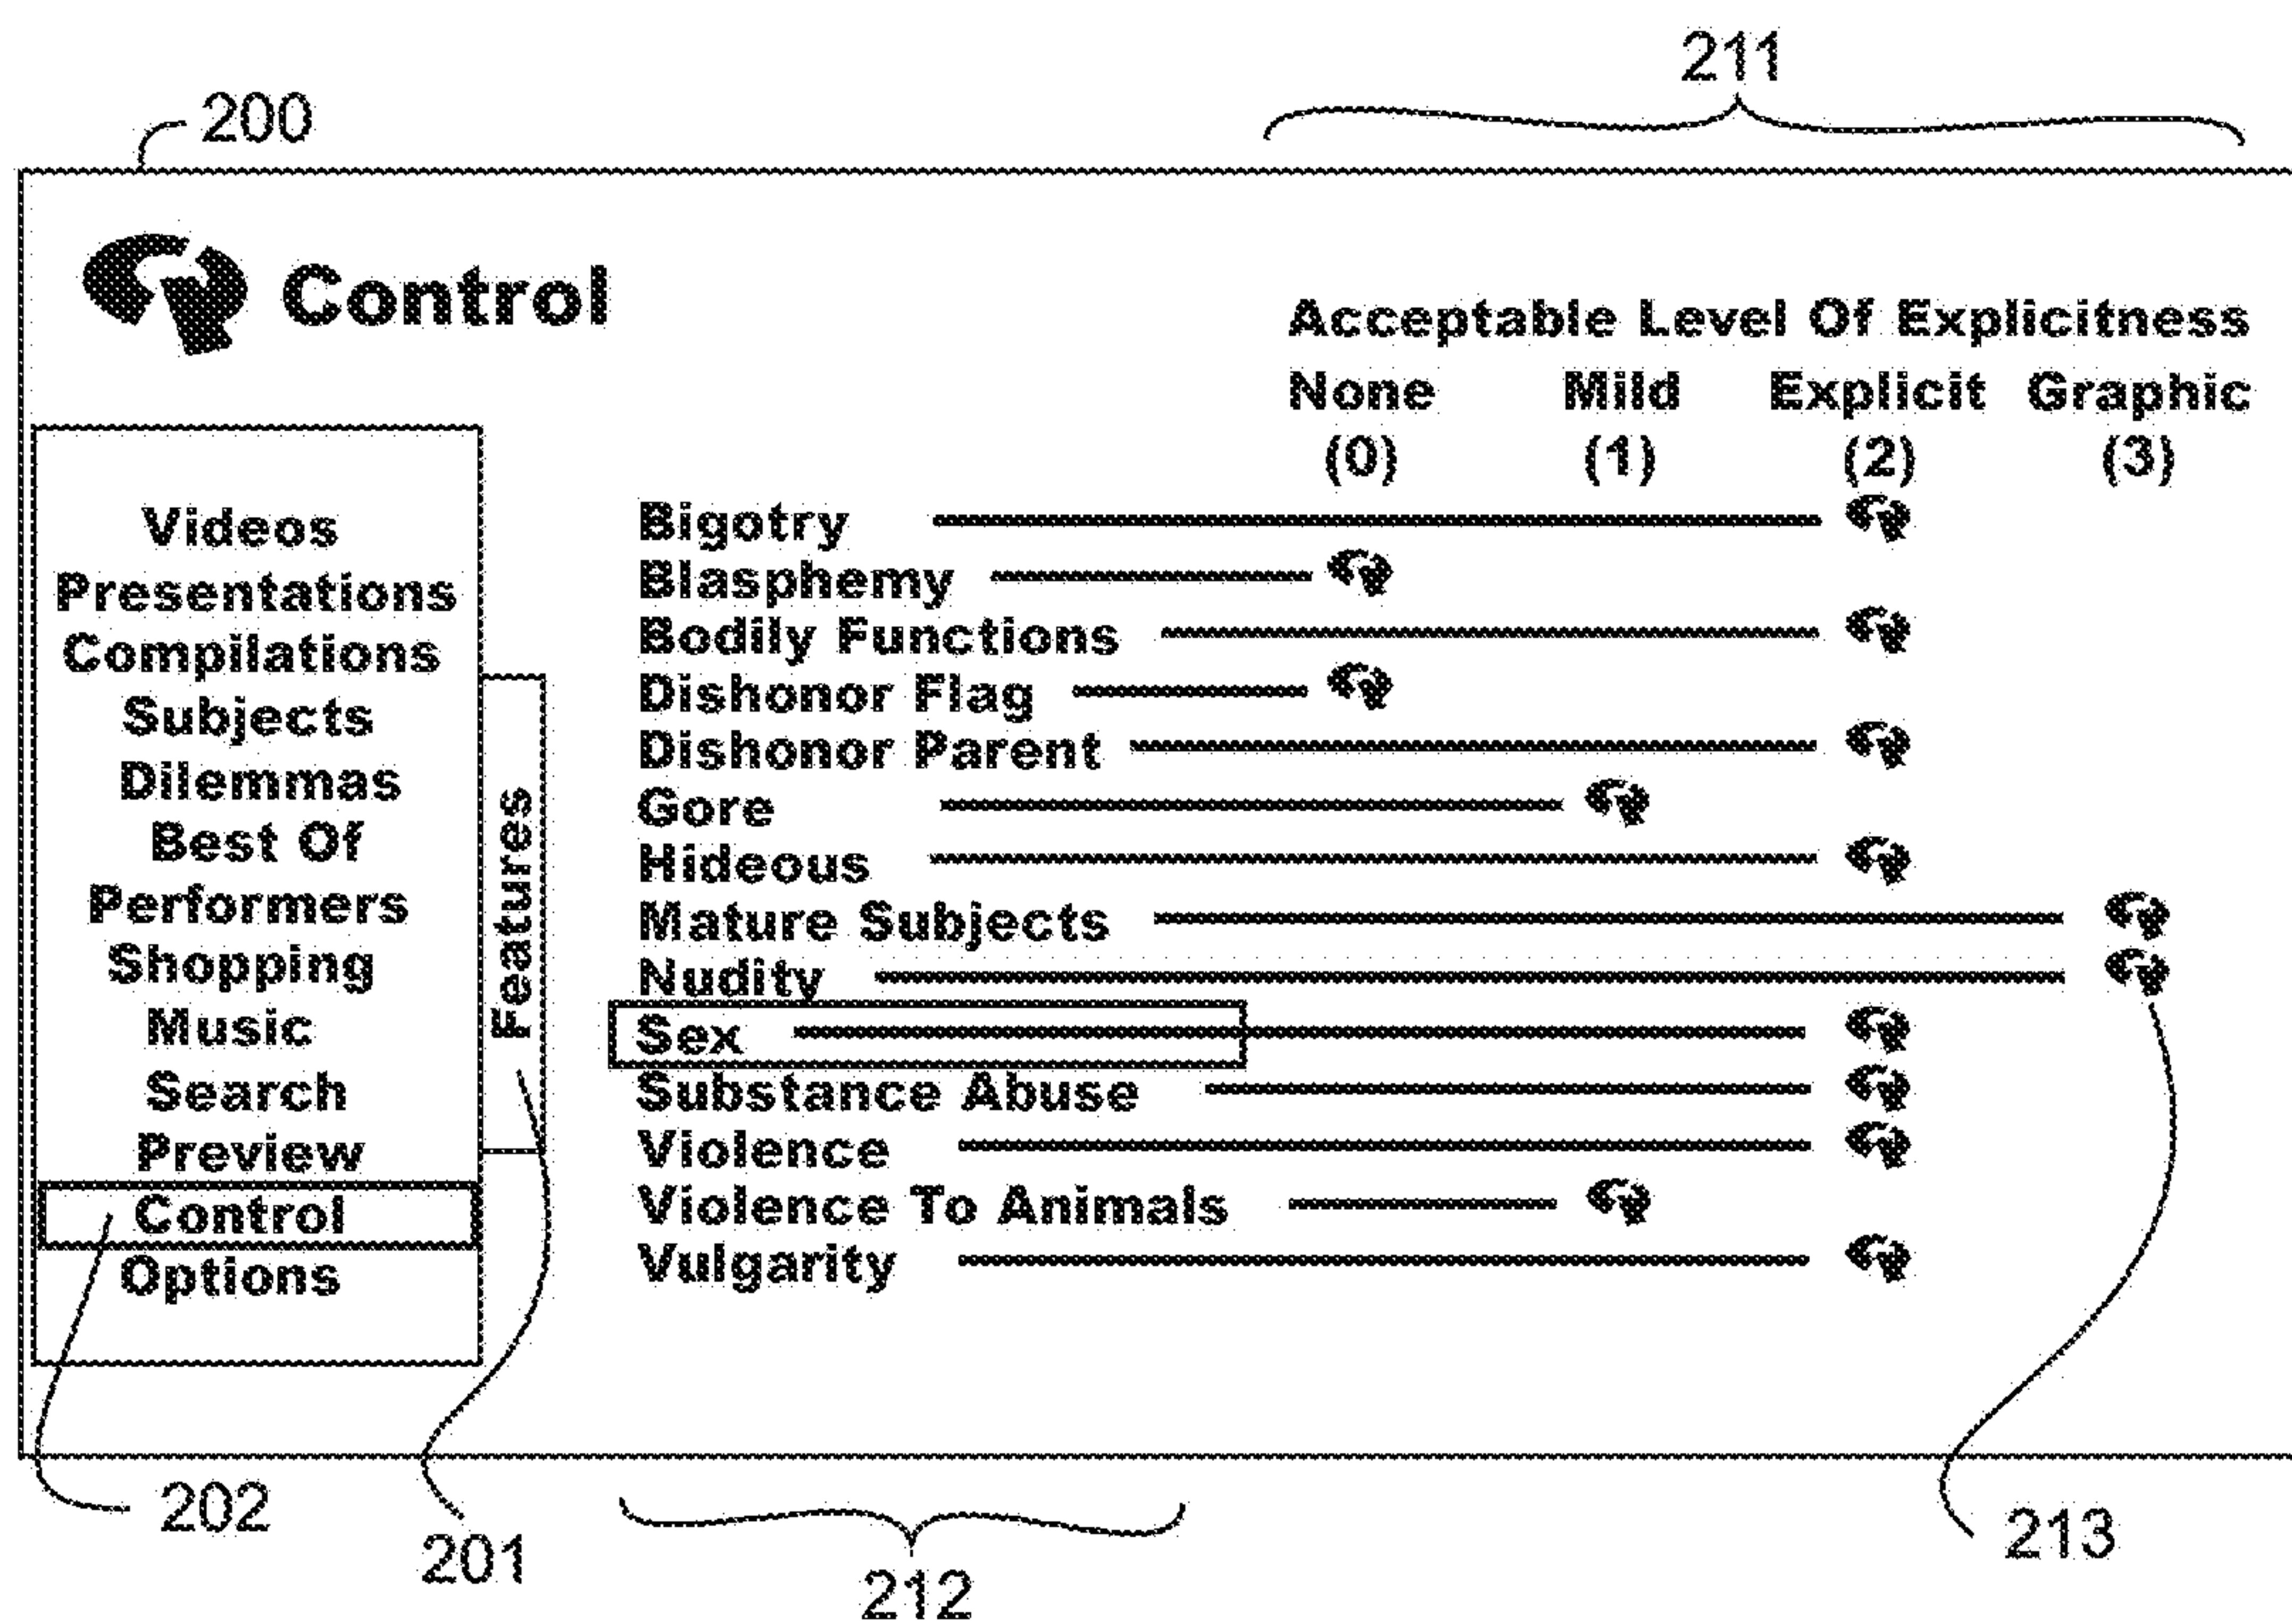 211
200
Control
Acceptable Level Of Explicitness
None Mild Explicit Graphic
(0) (1) (2) (3)
Videos
Presentations
Compilations
Subjects
Dilemmas
Best Of
Performers
Shopping
Music
Search
Preview
Control
Options
Features
Bigotry
Blasphemy
Bodily Functions
Dishonor Flag
Dishonor Parent
Gore
Hideous
Mature Subjects
Nudity
Sex
Substance Abuse
Violence
Violence To Animals
Vulgarity
202
201
212
213